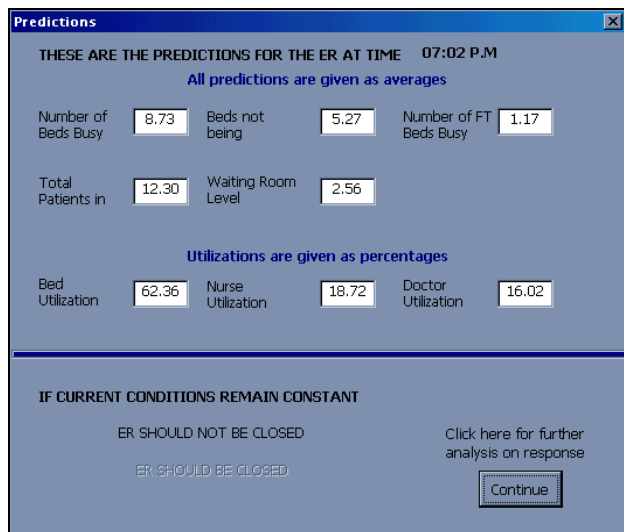 Predictions
THESE ARE THE PREDICTIONS FOR THE ER AT TIME 07:02 P.M
All predictions are given as averages
Number of Beds Busy 8.73 Beds not being 5.27 Number of FT Beds Busy 1.17
Total Patients in 12.30 Waiting Room Level 2.56
Utilizations are given as percentages
Bed Utilization 62.36 Nurse Utilization 18.72 Doctor Utilization 16.02
IF CURRENT CONDITIONS REMAIN CONSTANT
ER SHOULD NOT BE CLOSED
ER SHOULD BE CLOSED
Click here for further
analysis on response
Continue